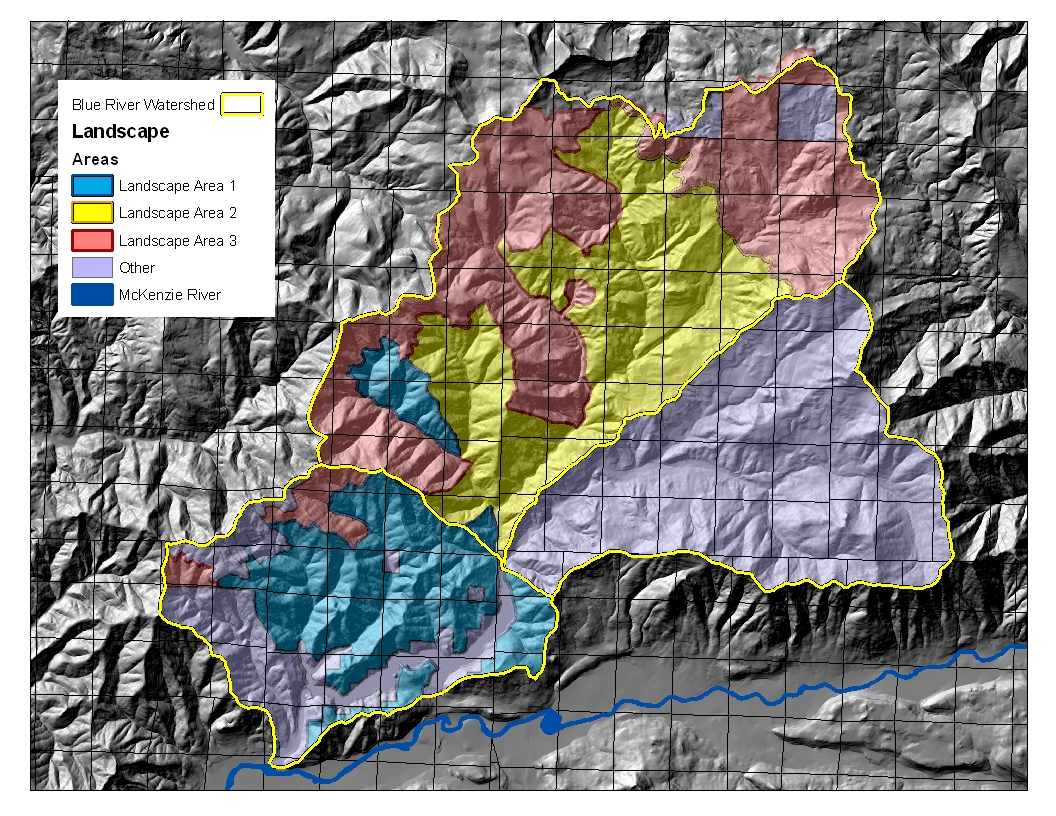 Blue River Watershed
Landscape
Areas
Landscape Area 1
Landscape Area 2
Landscape Area 3
Other
McKenzie River